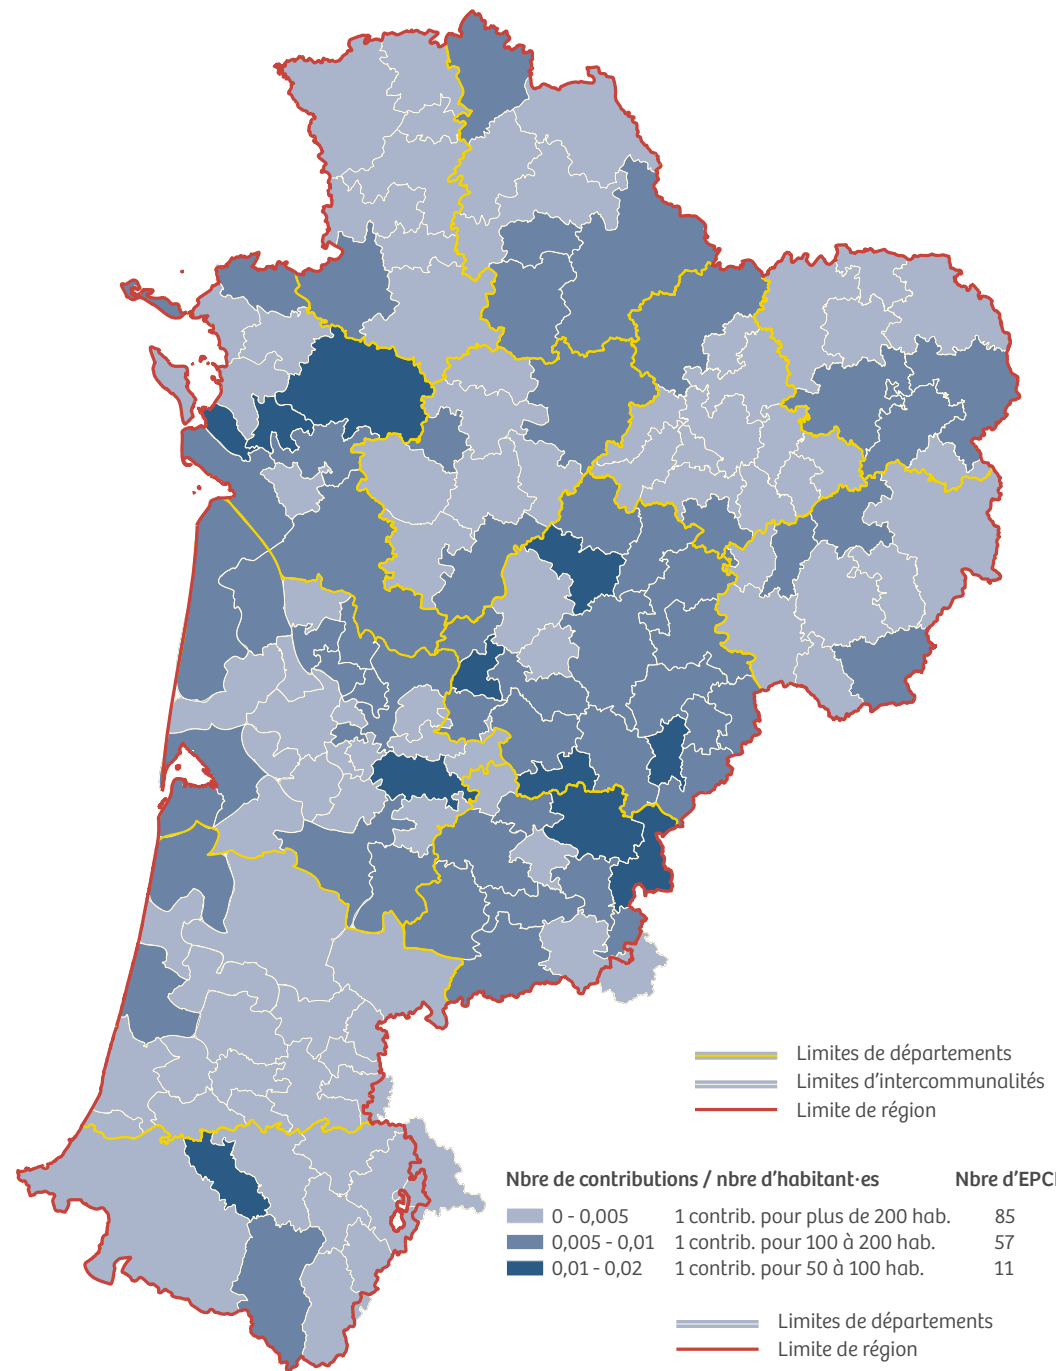 Limites de départements
Limites d'intercommunalités
Limite de région
Nbre de contributions / nbre d'habitant·es Nbre d'EPCI
0 - 0,005 1 contrib. pour plus de 200 hab. 85
0,005 - 0,01 1 contrib. pour 100 à 200 hab. 57
0,01 - 0,02 1 contrib. pour 50 à 100 hab. 11
Limites de départements
Limite de région